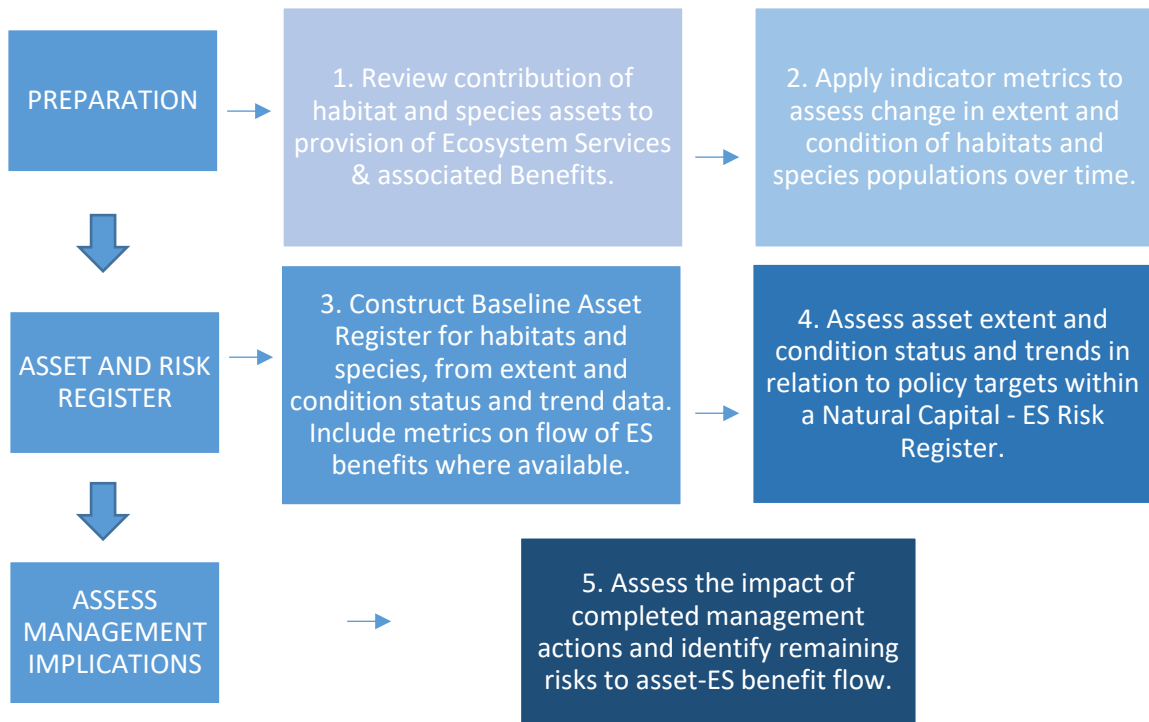 PREPARATION
1. Review contribution of
habitat and species assets to
provision of Ecosystem Services
& associated Benefits.
2. Apply indicator metrics to
assess change in extent and
condition of habitats and
species populations over time.
ASSET AND RISK
REGISTER
3. Construct Baseline Asset
Register for habitats and
species, from extent and
condition status and trend data.
Include metrics on flow of ES
benefits where available.
4. Assess asset extent and
condition status and trends in
relation to policy targets within
a Natural Capital - ES Risk
Register.
ASSESS
MANAGEMENT
IMPLICATIONS
5. Assess the impact of
completed management
actions and identify remaining
risks to asset-ES benefit flow.